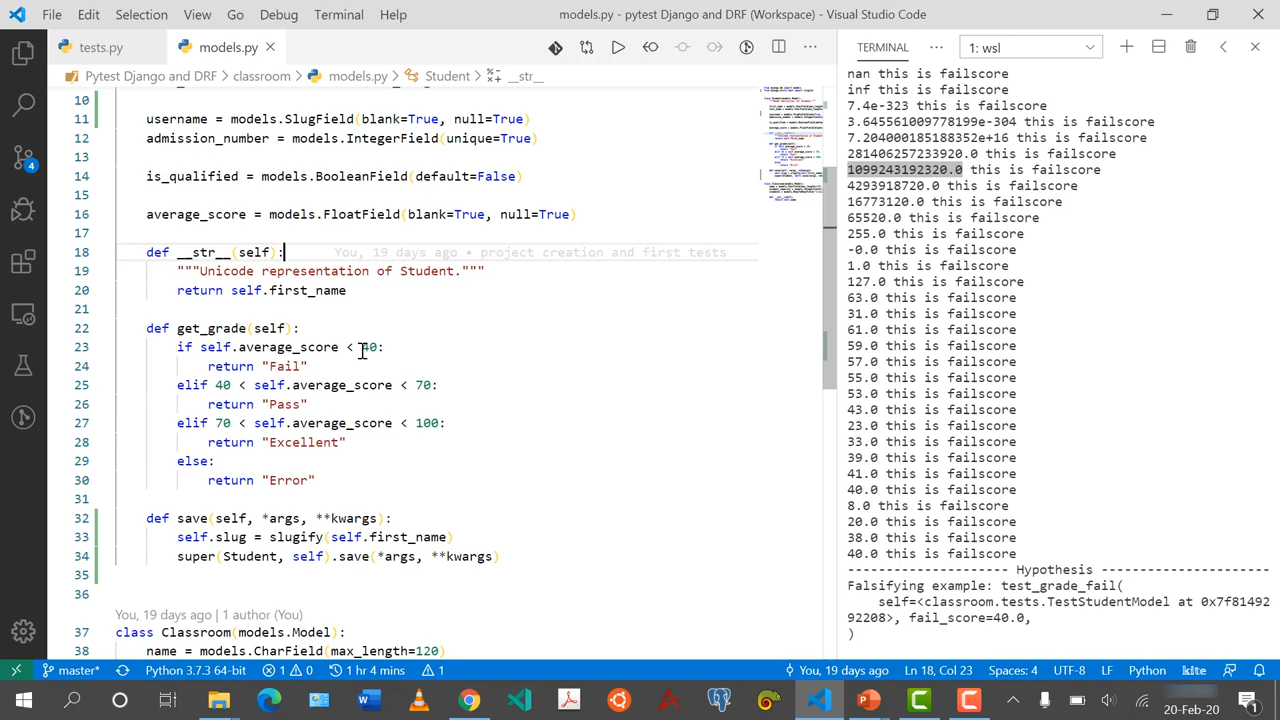 File Edit Selection View Go Debug Terminal Help
models.py - pytest Django and DRF (Workspace) - Visual Studio Code
tests.py
models.py
Pytest Django and DRF > classroom > models.py > Student > __str__
10
11 username = models.SlugField(blank=True, null=True)
12 admission_number = models.IntegerField(unique=True)
13
14 is_qualified = models.BooleanField(default=False)
15
16 average_score = models.FloatField(blank=True, null=True)
17
18 def __str__(self): You, 19 days ago • project creation and first tests
19 """Unicode representation of Student."""
20 return self.first_name
21
22 def get_grade(self):
23 if self.average_score < 40:
24 return "Fail"
25 elif 40 < self.average_score < 70:
26 return "Pass"
27 elif 70 < self.average_score < 100:
28 return "Excellent"
29 else:
30 return "Error"
31
32 def save(self, *args, **kwargs):
33 self.slug = slugify(self.first_name)
34 super(Student, self).save(*args, **kwargs)
35
36
You, 19 days ago | 1 author (You)
37 class Classroom(models.Model):
38 name = models.CharField(max_length=120)
TERMINAL
1: wsl
nan this is failscore
inf this is failscore
7.4e-323 this is failscore
this is failscore
this is failscore
this is failscore
this is failscore
4293918720.0 this is failscore
16773120.0 this is failscore
65520.0 this is failscore
255.0 this is failscore
-0.0 this is failscore
1.0 this is failscore
127.0 this is failscore
63.0 this is failscore
31.0 this is failscore
61.0 this is failscore
59.0 this is failscore
57.0 this is failscore
55.0 this is failscore
53.0 this is failscore
43.0 this is failscore
23.0 this is failscore
33.0 this is failscore
39.0 this is failscore
41.0 this is failscore
40.0 this is failscore
8.0 this is failscore
20.0 this is failscore
38.0 this is failscore
40.0 this is failscore
-------------------- Hypothesis ----------------------
Falsifying example: test_grade_fail(
self=<classroom.tests.TestStudentModel at 0x7f81492
92208>, fail_score=40.0,
)
4
master* Python 3.7.3 64-bit 1 0 1 hr 4 mins 1 You, 19 days ago Ln 18, Col 23 Spaces: 4 UTF-8 LF Python kite
20-Feb-20
1